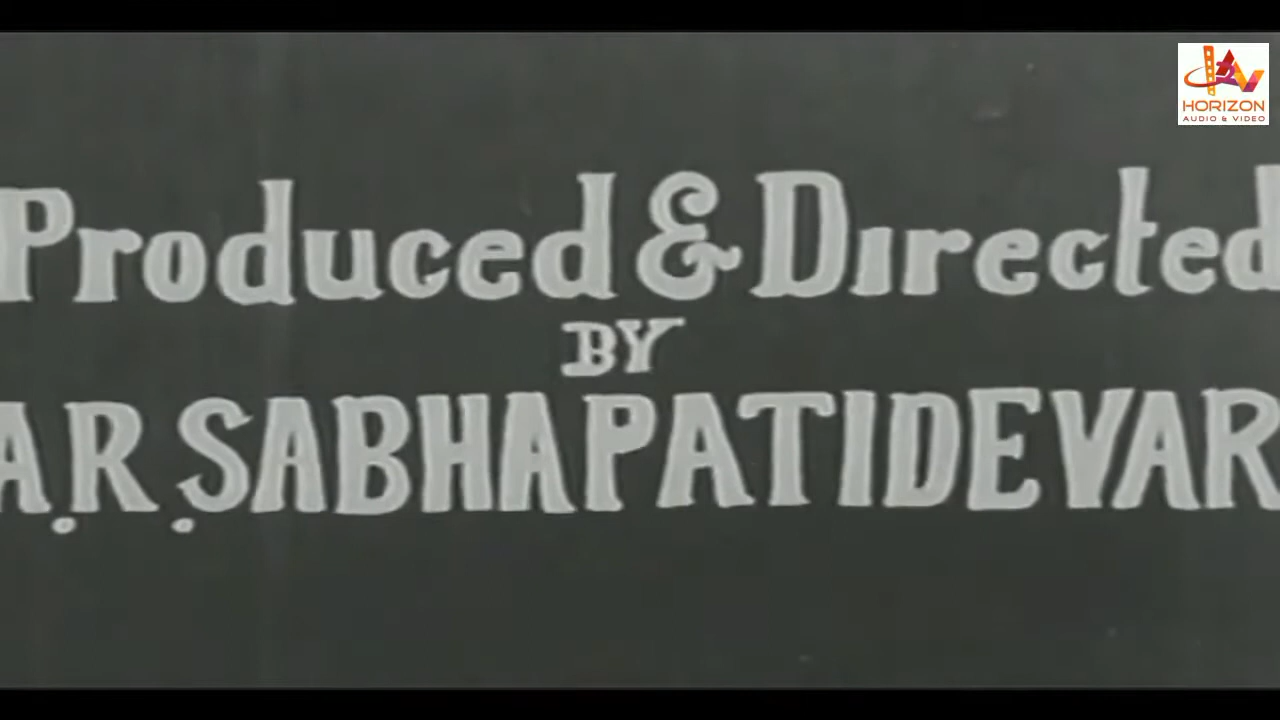 HORIZON
AUDIO & VIDEO
Produced & Directed
BY
A.R.SABHAPATIDEVAR